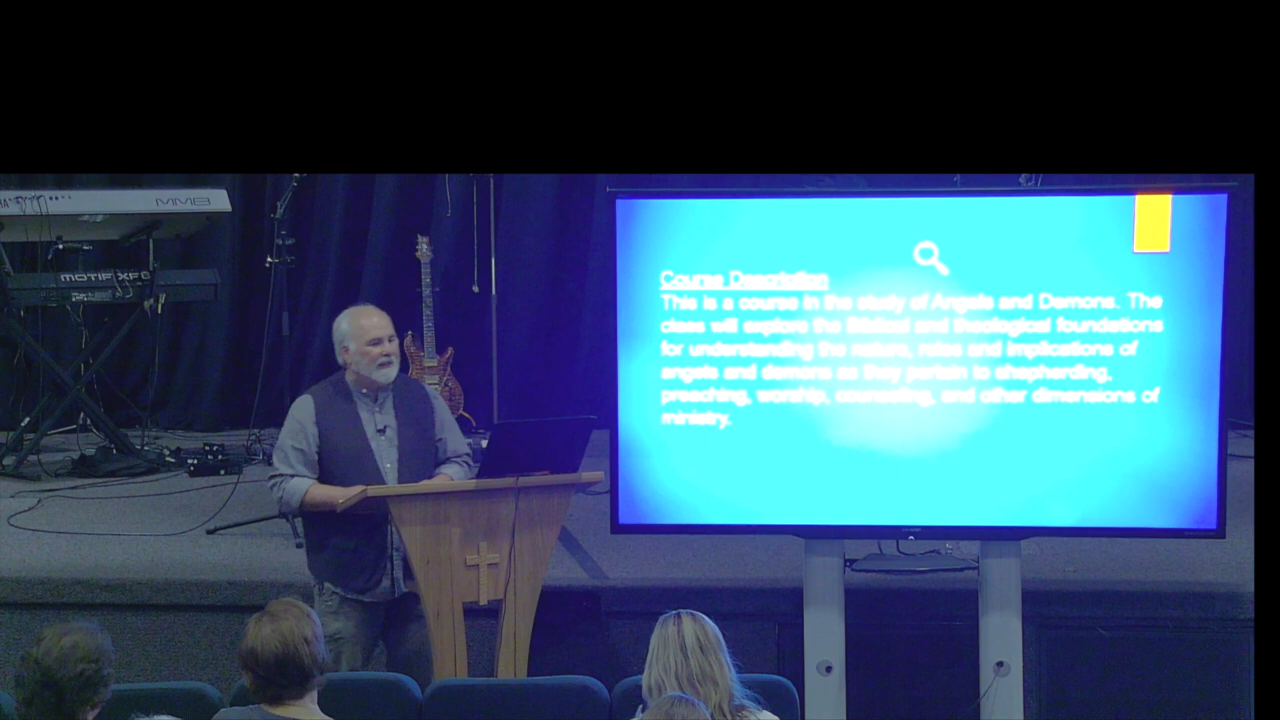 MM8
MOTIF XF6
Course Description
This is a course in the study of Angels and Demons. The
class will explore the Biblical and theological foundations
for understanding the nature, roles and implications of
angels and demons as they pertain to shepherding,
preaching, worship, counseling, and other dimensions of
ministry.